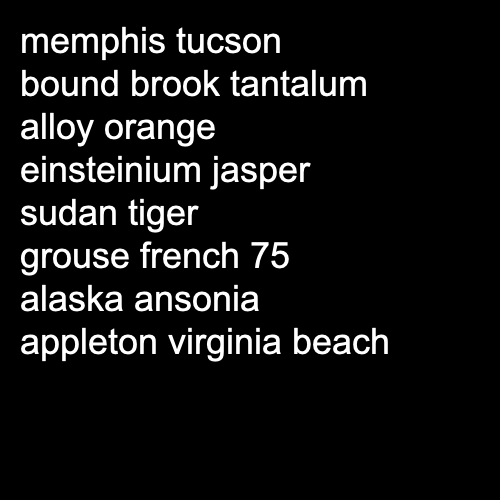 memphis tucson
bound brook tantalum
alloy orange
einsteinium jasper
sudan tiger
grouse french 75
alaska ansonia
appleton virginia beach